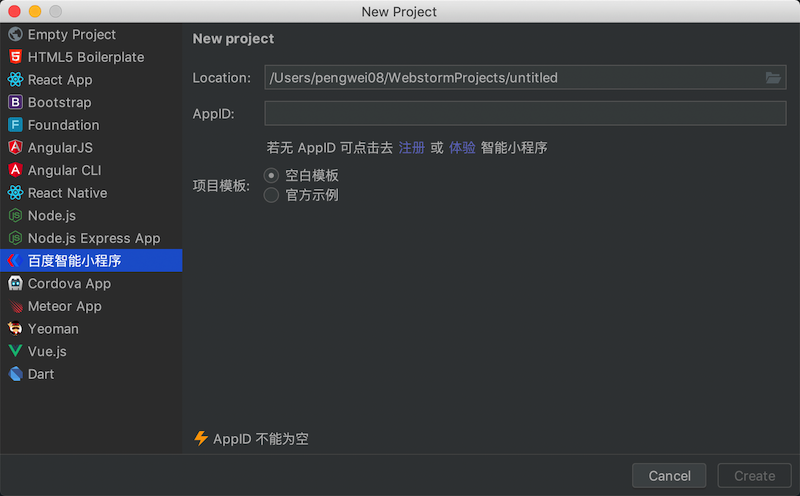 New Project
Empty Project
HTML5 Boilerplate
React App
Bootstrap
Foundation
AngularJS
Angular CLI
React Native
Node.js
Node.js Express App
百度智能小程序
Cordova App
Meteor App
Yeoman
Vue.js
Dart
New project
Location: /Users/pengwei08/WebstormProjects/untitled
AppID:
若无 AppID 可点击去 注册 或 体验 智能小程序
项目模板: 空白模板
官方示例
AppID 不能为空
Cancel Create